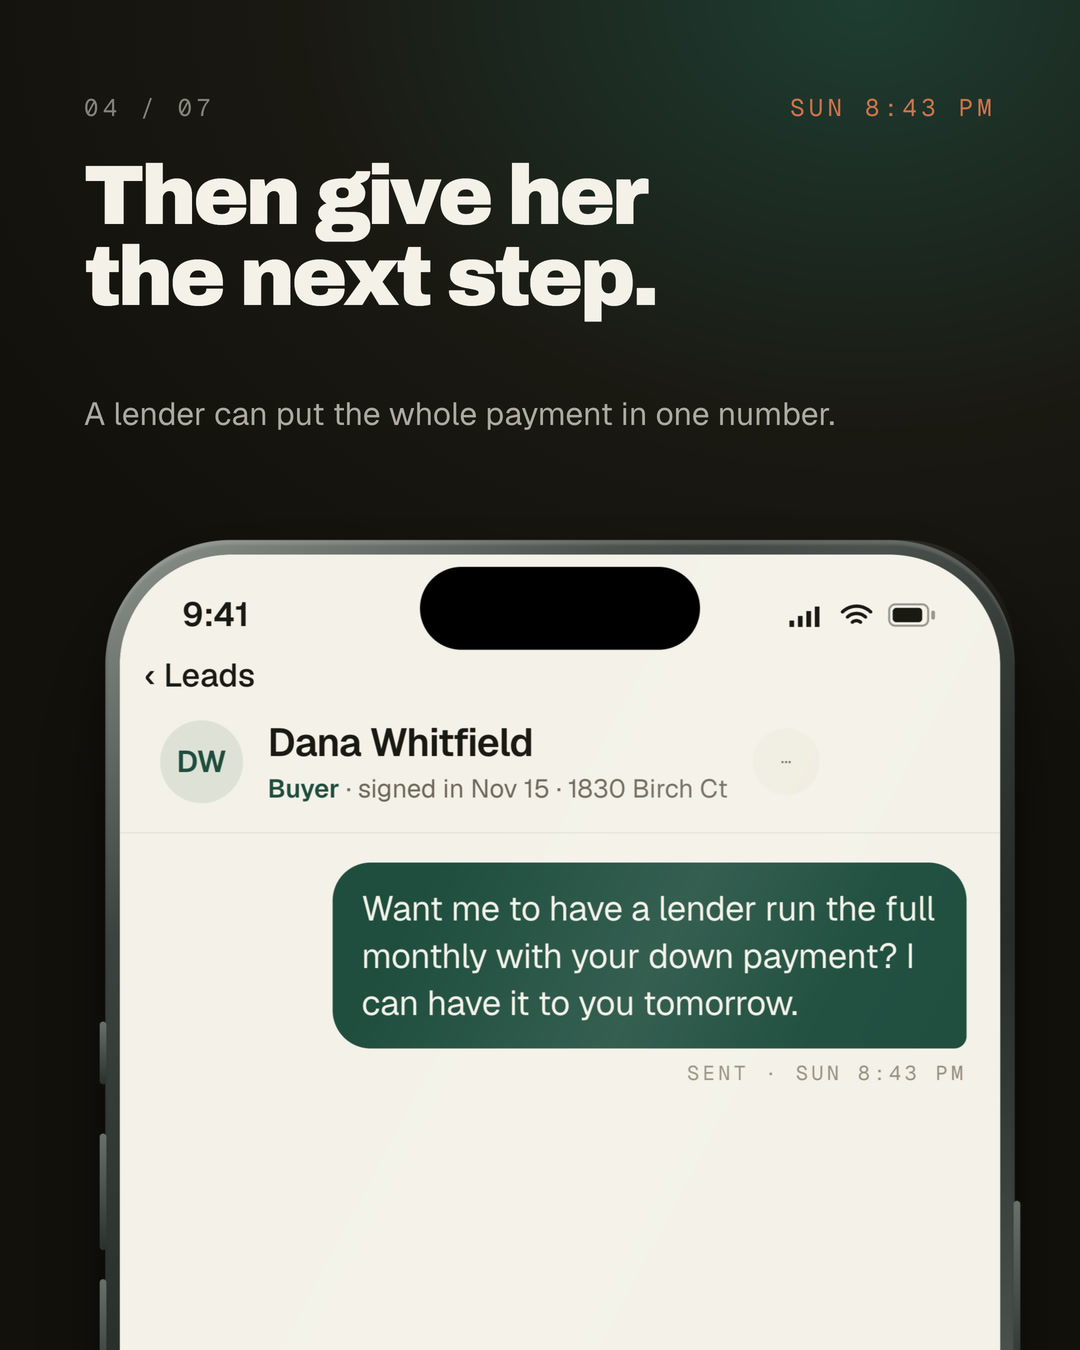 04 / 07
SUN 8:43 PM
Then give her
the next step.
A lender can put the whole payment in one number.
9:41
‹ Leads
DW
Dana Whitfield
Buyer · signed in Nov 15 · 1830 Birch Ct
...
Want me to have a lender run the full
monthly with your down payment? I
can have it to you tomorrow.
SENT · SUN 8:43 PM